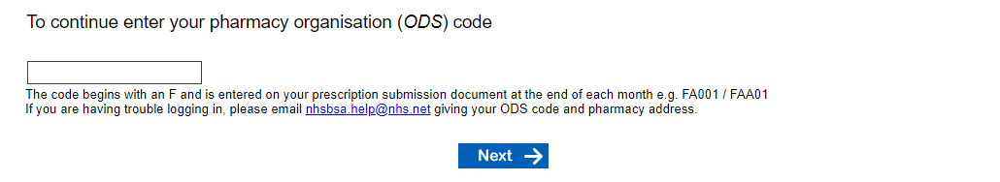 To continue enter your pharmacy organisation (ODS) code
The code begins with an F and is entered on your prescription submission document at the end of each month e.g. FA001 / FAA01
If you are having trouble logging in, please email nhsbsa.help@nhs.net giving your ODS code and pharmacy address.
Next →